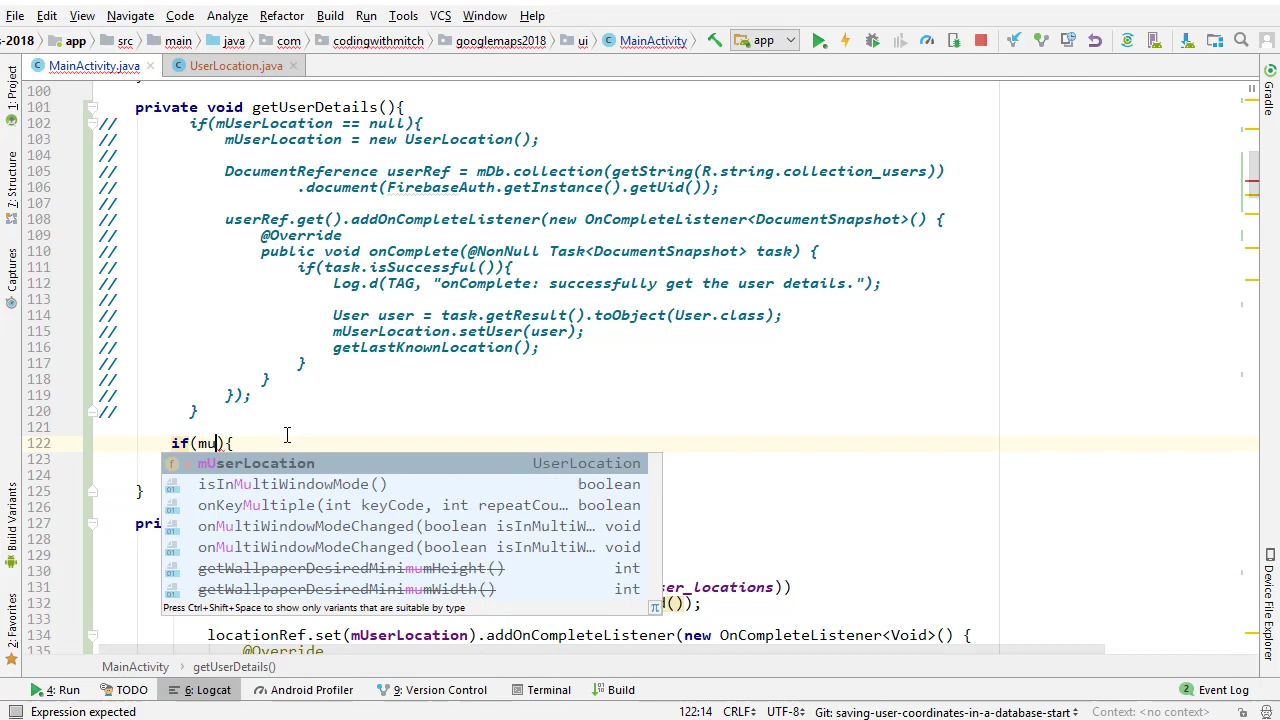 File Edit View Navigate Code Analyze Refactor Build Run Tools VCS Window Help
s-2018 app src main java com codingwithmitch googlemaps2018 ui MainActivity app
MainActivity.java UserLocation.java
100
101 private void getUserDetails(){
102 // if(mUserLocation == null){
103 // mUserLocation = new UserLocation();
104 //
105 // DocumentReference userRef = mDb.collection(getString(R.string.collection_users))
106 // .document(FirebaseAuth.getInstance().getUid());
107 //
108 // userRef.get().addOnCompleteListener(new OnCompleteListener<DocumentSnapshot>() {
109 // @Override
110 // public void onComplete(@NonNull Task<DocumentSnapshot> task) {
111 // if(task.isSuccessful()){
112 // Log.d(TAG, "onComplete: successfully get the user details.");
113 //
114 // User user = task.getResult().toObject(User.class);
115 // mUserLocation.setUser(user);
116 // getLastKnownLocation();
117 // }
118 // }
119 // });
120 // }
121
122 if(mu){
123 mUserLocation UserLocation
124 isInMultiWindowMode() boolean
125 } onKeyMultiple(int keyCode, int repeatCou... boolean
126 onMultiWindowModeChanged(boolean isInMultiW... void
127 pri
128 onMultiWindowModeChanged(boolean isInMultiW... void
129 getWallpaperDesiredMinimumHeight() int
130 getWallpaperDesiredMinimumWidth() int
131 ser_locations))
132 Press Ctrl+Shift+Space to show only variants that are suitable by type π d());
133
134 locationRef.set(mUserLocation).addOnCompleteListener(new OnCompleteListener<Void>() {
135 @Override
MainActivity getUserDetails()
4: Run TODO 6: Logcat Android Profiler 9: Version Control Terminal Build 2 Event Log
Expression expected 122:14 CRLF÷ UTF-8÷ Git: saving-user-coordinates-in-a-database-start÷ Context: <no context>
1: Project
7: Structure
Captures
Build Variants
2: Favorites
Gradle
Device File Explorer